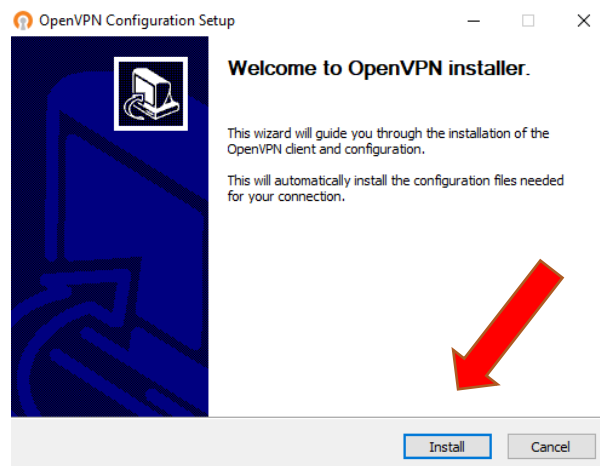 OpenVPN Configuration Setup
Welcome to OpenVPN installer.
This wizard will guide you through the installation of the
OpenVPN client and configuration.
This will automatically install the configuration files needed
for your connection.
Install
Cancel